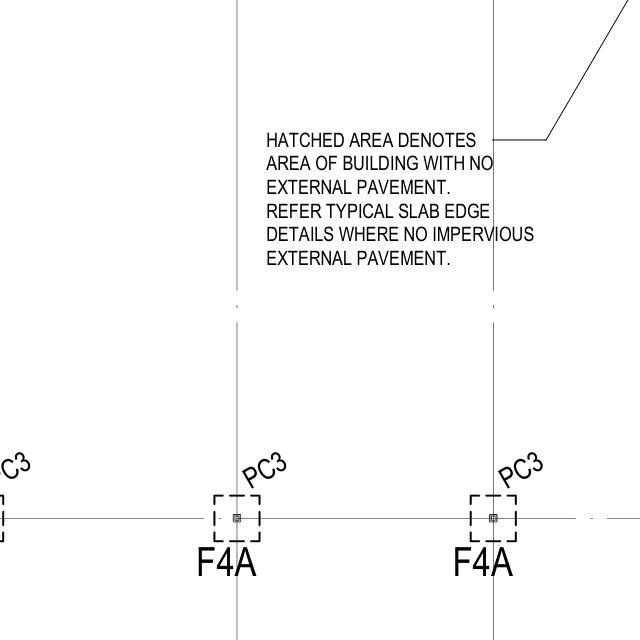 HATCHED AREA DENOTES
AREA OF BUILDING WITH NO
EXTERNAL PAVEMENT.
REFER TYPICAL SLAB EDGE
DETAILS WHERE NO IMPERVIOUS
EXTERNAL PAVEMENT.
C3
PC3
PC3
F4A
F4A